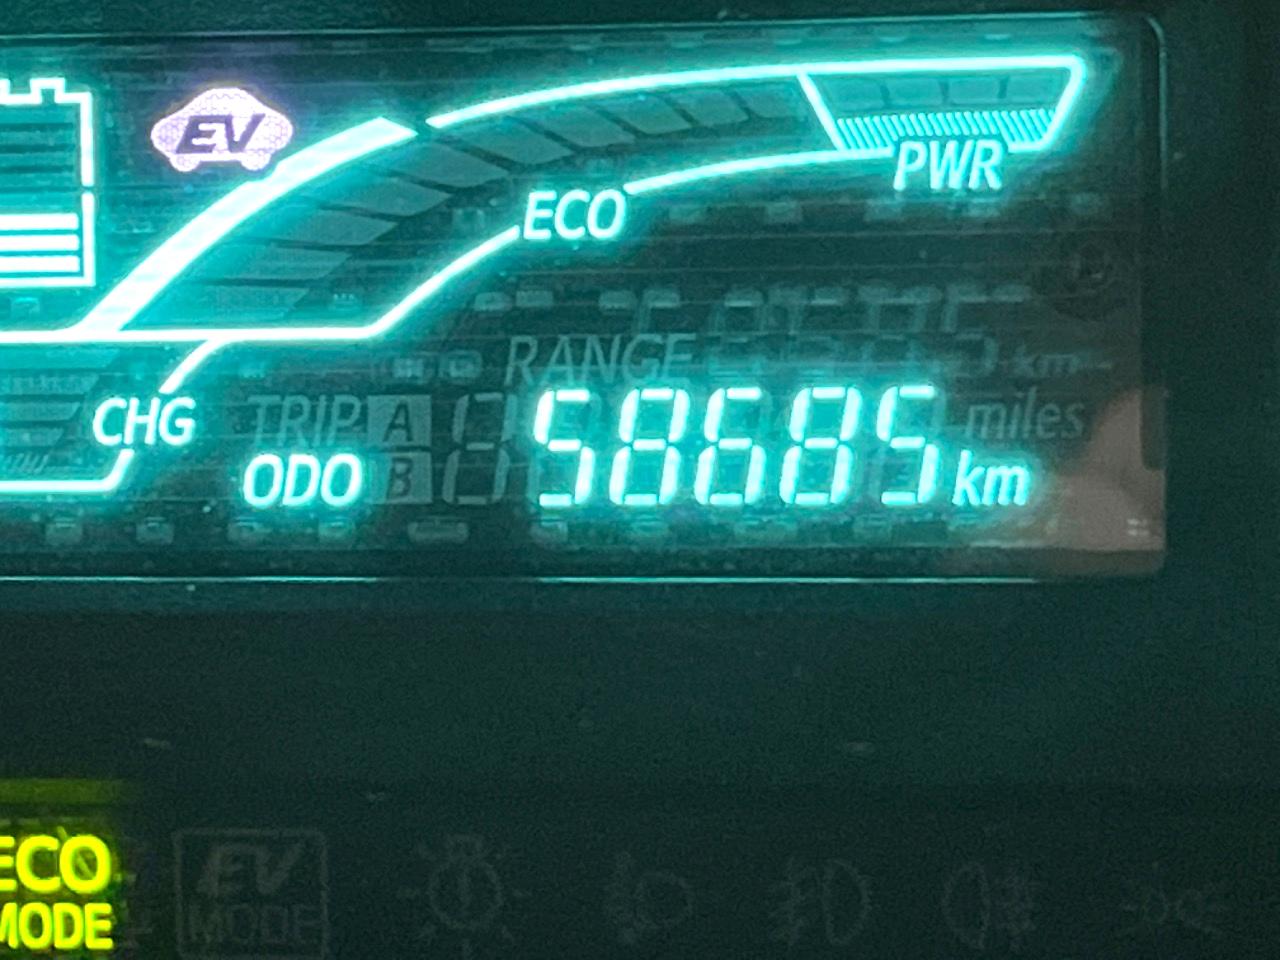 EV
PWR
ECO
RANGE km
CHG TRIP A miles
ODO B 58685 km
ECO EV
MODE MODE